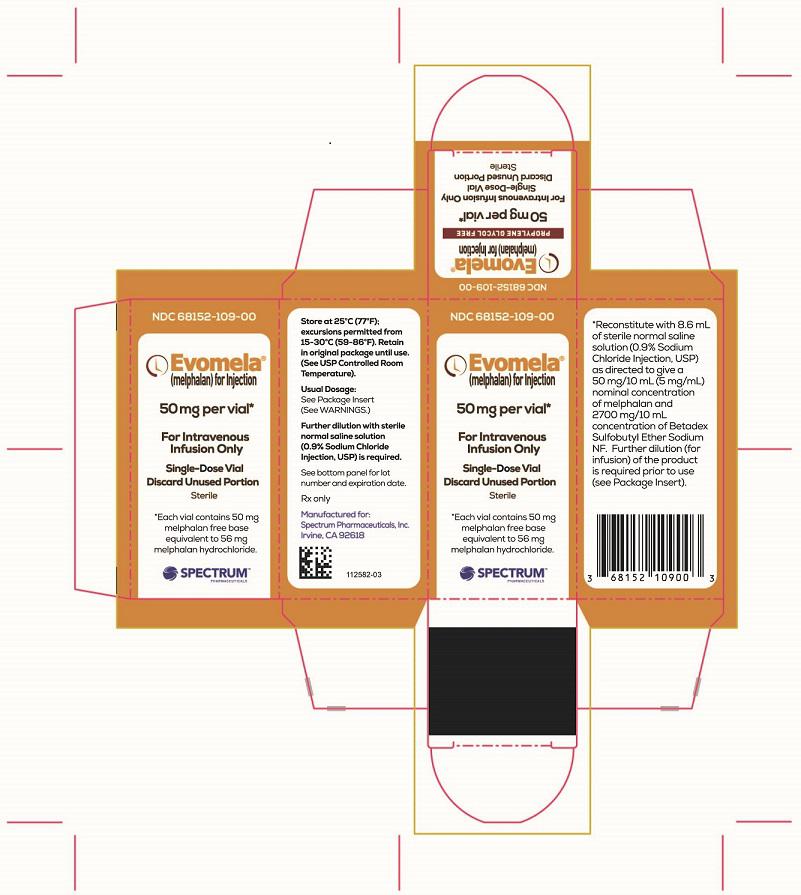 NDC 68152-109-00
Evomela®
(melphalan) for Injection
PROPYLENE GLYCOL FREE
50 mg per vial*
For Intravenous Infusion Only
Single-Dose Vial
Discard Unused Portion
Sterile
NDC 68152-109-00
Evomela®
(melphalan) for Injection
50 mg per vial*
For Intravenous
Infusion Only
Single-Dose Vial
Discard Unused Portion
Sterile
*Each vial contains 50 mg
melphalan free base
equivalent to 56 mg
melphalan hydrochloride.
SPECTRUM™
PHARMACEUTICALS
Store at 25°C (77°F);
excursions permitted from
15-30°C (59-86°F). Retain
in original package until use.
(See USP Controlled Room
Temperature).
Usual Dosage:
See Package Insert
(See WARNINGS.)
Further dilution with sterile
normal saline solution
(0.9% Sodium Chloride
Injection, USP) is required.
See bottom panel for lot
number and expiration date.
Rx only
Manufactured for:
Spectrum Pharmaceuticals, Inc.
Irvine, CA 92618
112582-03
NDC 68152-109-00
Evomela®
(melphalan) for Injection
50 mg per vial*
For Intravenous
Infusion Only
Single-Dose Vial
Discard Unused Portion
Sterile
*Each vial contains 50 mg
melphalan free base
equivalent to 56 mg
melphalan hydrochloride.
SPECTRUM™
PHARMACEUTICALS
*Reconstitute with 8.6 mL
of sterile normal saline
solution (0.9% Sodium
Chloride Injection, USP)
as directed to give a
50 mg/10 mL (5 mg/mL)
nominal concentration
of melphalan and
2700 mg/10 mL
concentration of Betadex
Sulfobutyl Ether Sodium
NF. Further dilution (for
infusion) of the product
is required prior to use
(see Package Insert).
3 68152 10900 3